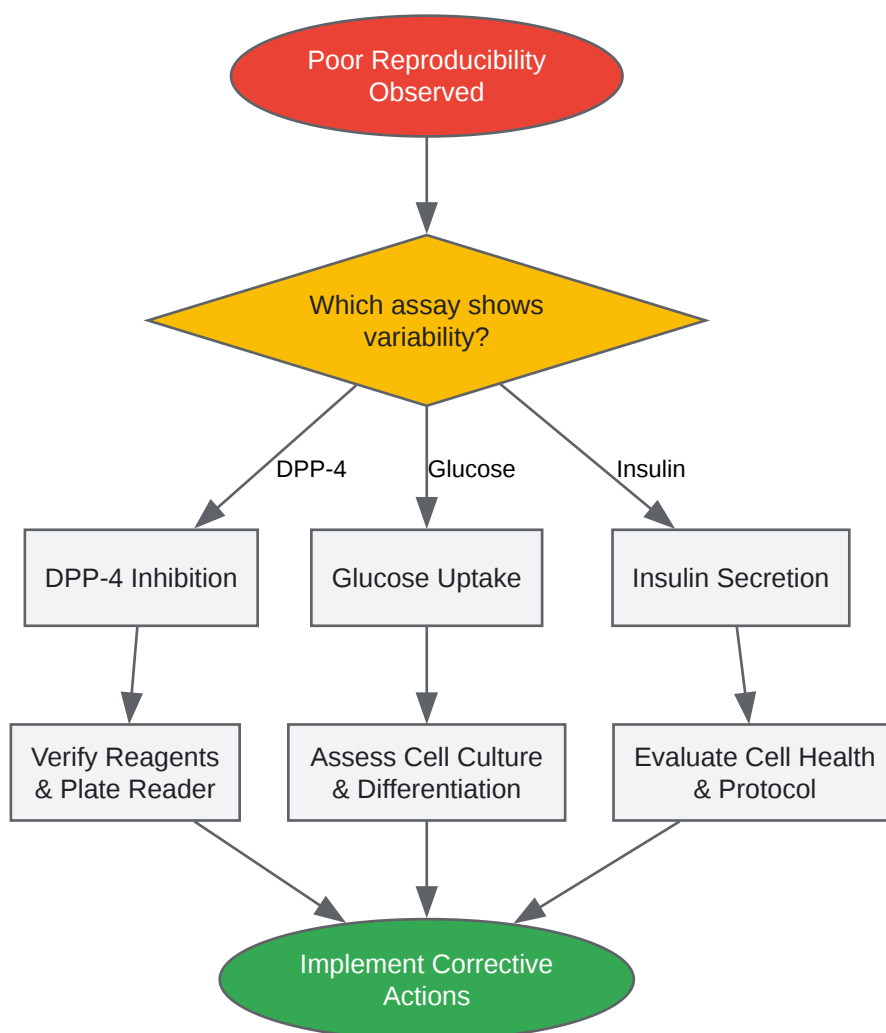 Poor Reproducibility
Observed
Which assay shows
variability?
DPP-4
Glucose
Insulin
DPP-4 Inhibition
Glucose Uptake
Insulin Secretion
Verify Reagents
& Plate Reader
Assess Cell Culture
& Differentiation
Evaluate Cell Health
& Protocol
Implement Corrective
Actions